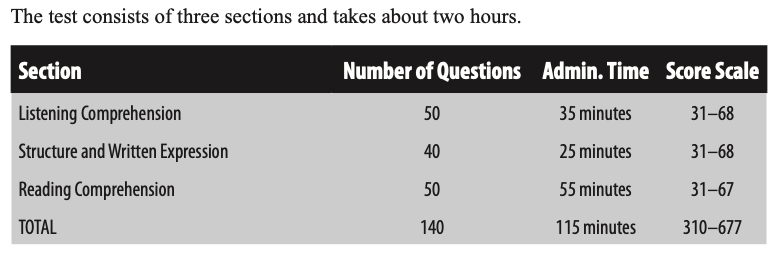 The test consists of three sections and takes about two hours.
Section Number of Questions Admin. Time Score Scale
Listening Comprehension 50 35 minutes 31–68
Structure and Written Expression 40 25 minutes 31–68
Reading Comprehension 50 55 minutes 31–67
TOTAL 140 115 minutes 310–677